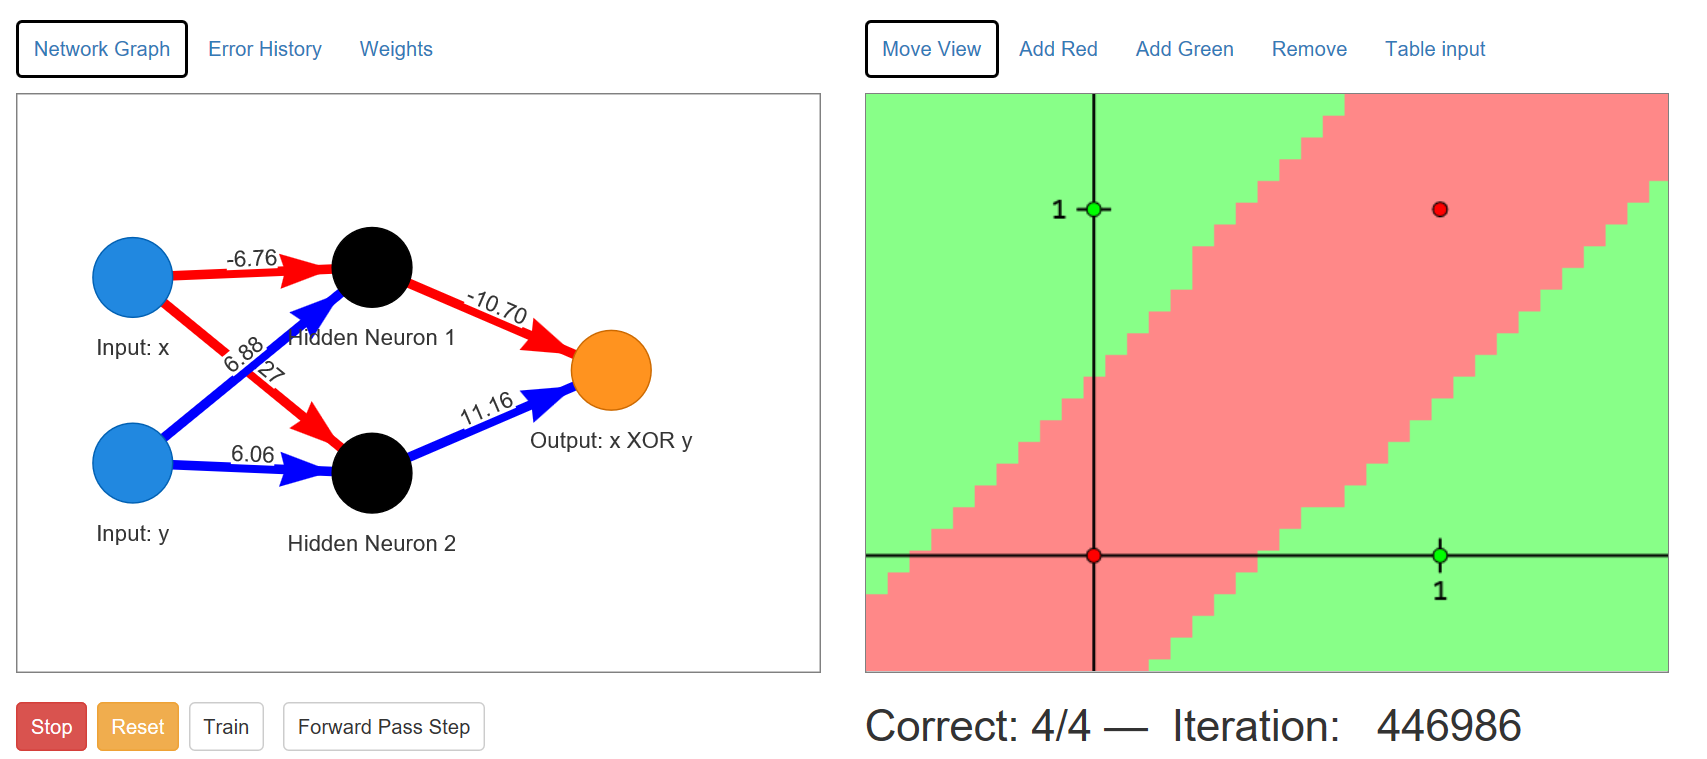 Network Graph Error History Weights
Move View Add Red Add Green Remove Table input
-6.76
-10.70
Input: x
Hidden Neuron 1
6.88
27
11.16
6.06
Output: x XOR y
Input: y
Hidden Neuron 2
1
1
Stop Reset Train Forward Pass Step
Correct: 4/4 — Iteration: 446986